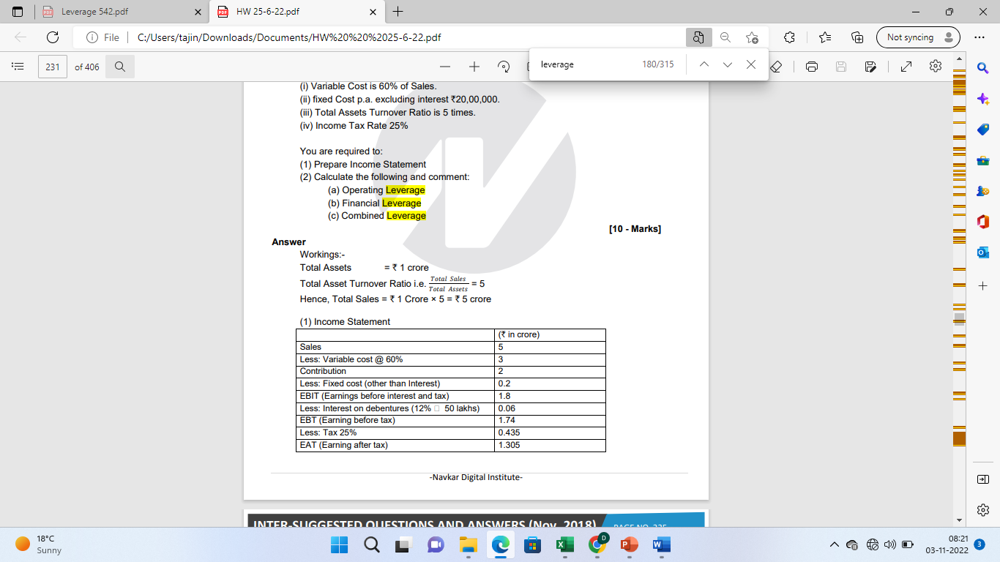 Leverage 542.pdf
HW 25-6-22.pdf
File
C:/Users/tajin/Downloads/Documents/HW%20%20%2025-6-22.pdf
Not syncing
231 of 406
leverage 180/315
(i) Variable Cost is 60% of Sales.
(ii) fixed Cost p.a. excluding interest ₹20,00,000.
(iii) Total Assets Turnover Ratio is 5 times.
(iv) Income Tax Rate 25%
You are required to:
(1) Prepare Income Statement
(2) Calculate the following and comment:
(a) Operating Leverage
(b) Financial Leverage
(c) Combined Leverage
[10 - Marks]
Answer
Workings:-
Total Assets = ₹ 1 crore
Total Asset Turnover Ratio i.e. Total Sales / Total Assets = 5
Hence, Total Sales = ₹ 1 Crore × 5 = ₹ 5 crore
(1) Income Statement
(₹ in crore)
Sales 5
Less: Variable cost @ 60% 3
Contribution 2
Less: Fixed cost (other than Interest) 0.2
EBIT (Earnings before interest and tax) 1.8
Less: Interest on debentures (12% 50 lakhs) 0.06
EBT (Earning before tax) 1.74
Less: Tax 25% 0.435
EAT (Earning after tax) 1.305
-Navkar Digital Institute-
INTER-SUGGESTED QUESTIONS AND ANSWERS (Nov. 2018)
18°C
Sunny
08:21
03-11-2022
3